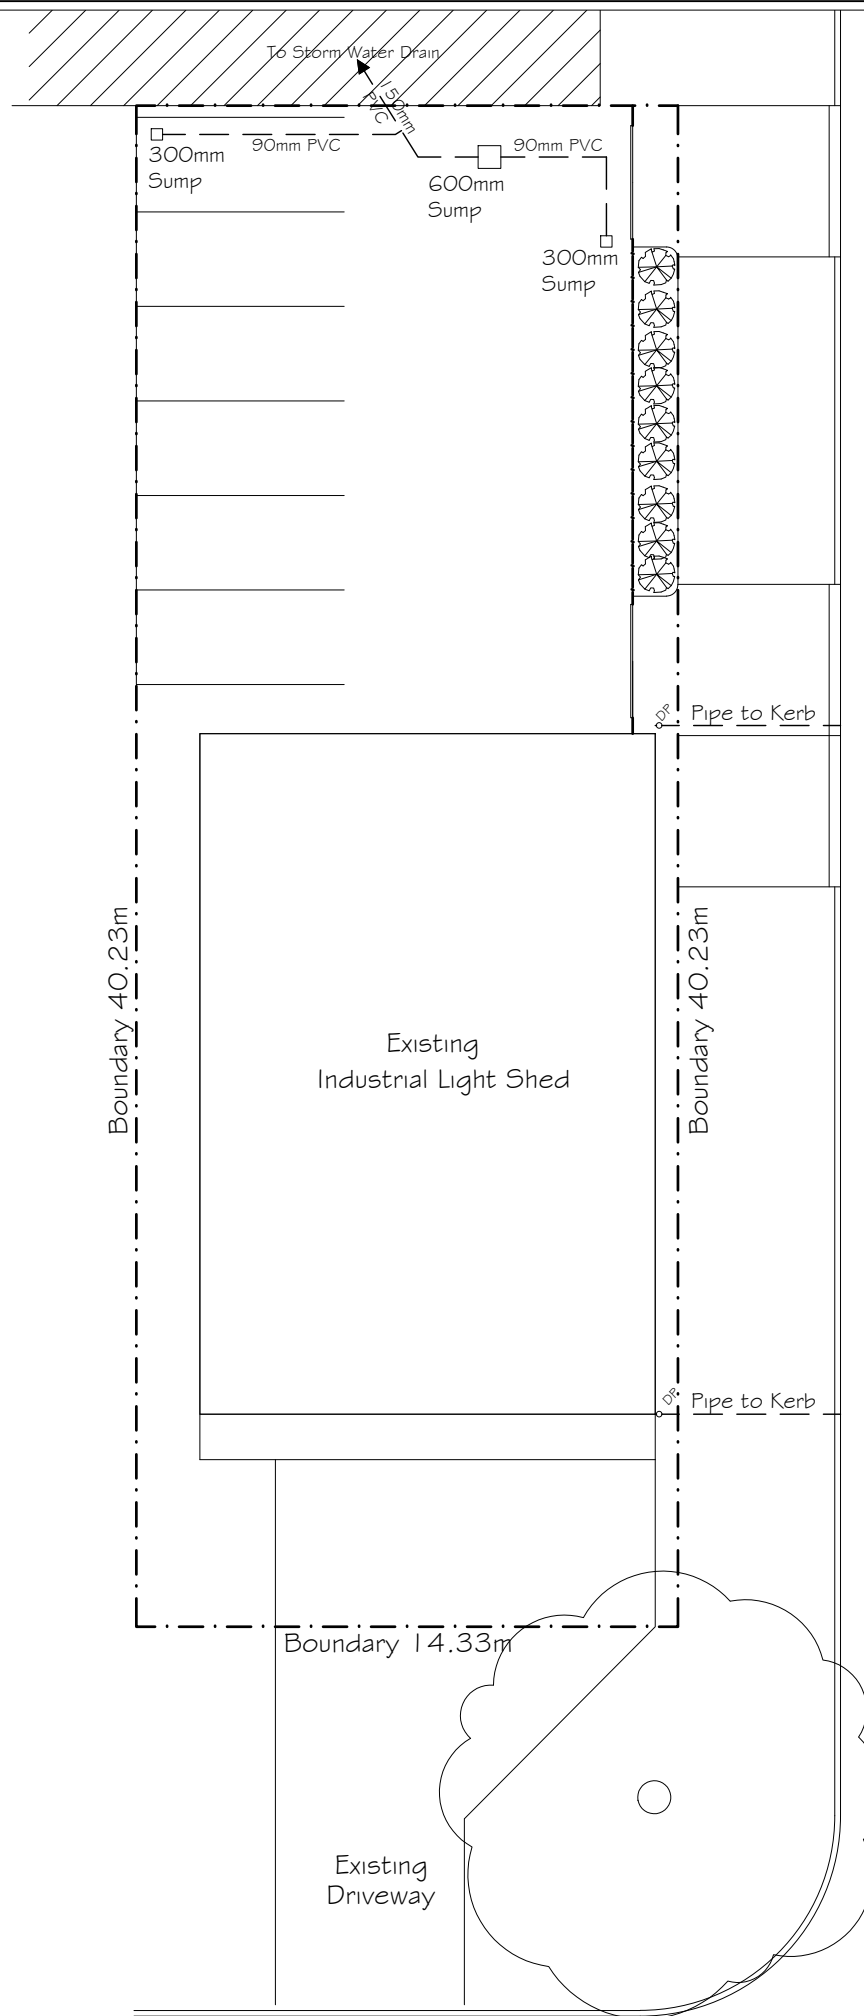 To Storm Water Drain
150mm
PVC
90mm PVC
90mm PVC
300mm
Sump
600mm
Sump
300mm
Sump
DP
Pipe to Kerb
Boundary 40.23m
Boundary 40.23m
Existing
Industrial Light Shed
DP
Pipe to Kerb
Boundary 14.33m
Existing
Driveway